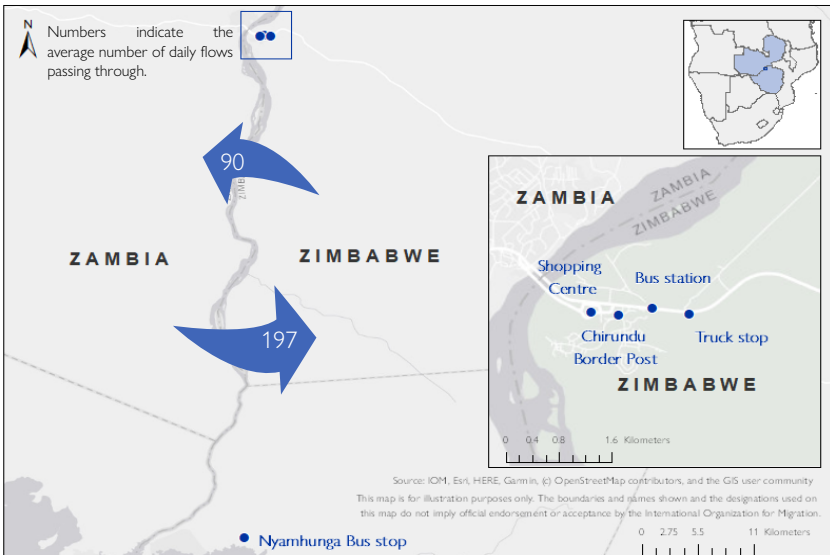 N
Numbers indicate the
average number of daily flows
passing through.
90
ZAMBIA
ZIMBABWE
197
Nyamhunga Bus stop
ZAMBIA
ZAMBIA
ZIMBABWE
Shopping
Centre
Bus station
Chirundu
Border Post
Truck stop
ZIMBABWE
0 0.4 0.8 1.6 Kilometers
Source: IOM, Esri, HERE, Garmin, (c) OpenStreetMap contributors, and the GIS user community
This map is for illustration purposes only. The boundaries and names shown and the designations used on
this map do not imply official endorsement or acceptance by the International Organization for Migration.
0 2.75 5.5 11 Kilometers